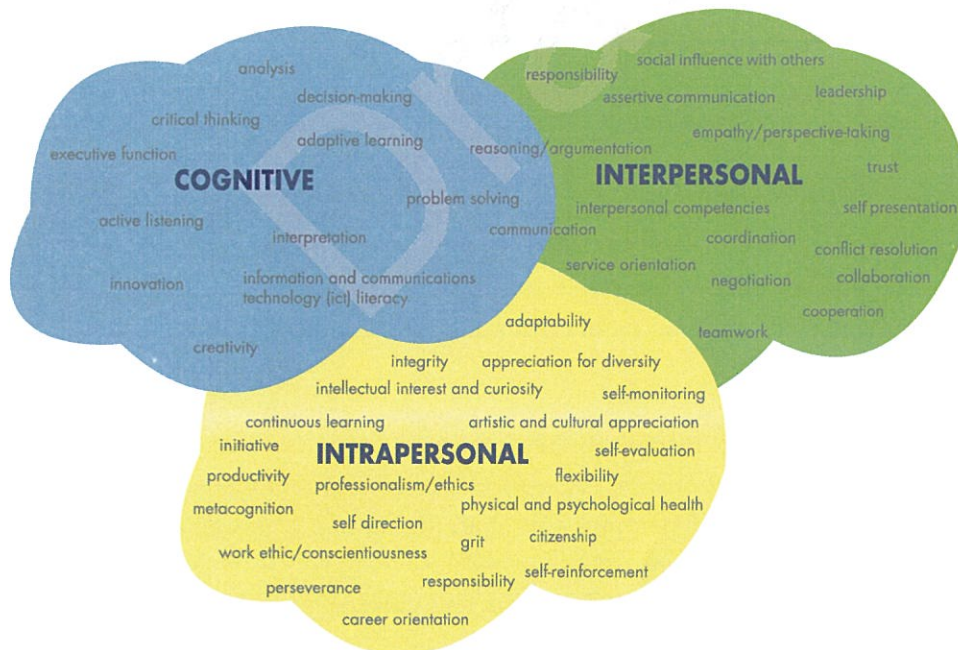 analysis
decision-making
critical thinking
adaptive learning
executive function
COGNITIVE
problem solving
active listening
interpretation
innovation
information and communications
technology (ict) literacy
creativity
reasoning/argumentation
communication
responsibility
social influence with others
assertive communication
leadership
empathy/perspective-taking
trust
INTERPERSONAL
interpersonal competencies
self presentation
coordination
conflict resolution
service orientation
negotiation
collaboration
cooperation
teamwork
adaptability
integrity
appreciation for diversity
intellectual interest and curiosity
self-monitoring
continuous learning
artistic and cultural appreciation
initiative
INTRAPERSONAL
self-evaluation
productivity
professionalism/ethics
flexibility
metacognition
physical and psychological health
self direction
work ethic/conscientiousness
grit
citizenship
perseverance
responsibility
self-reinforcement
career orientation